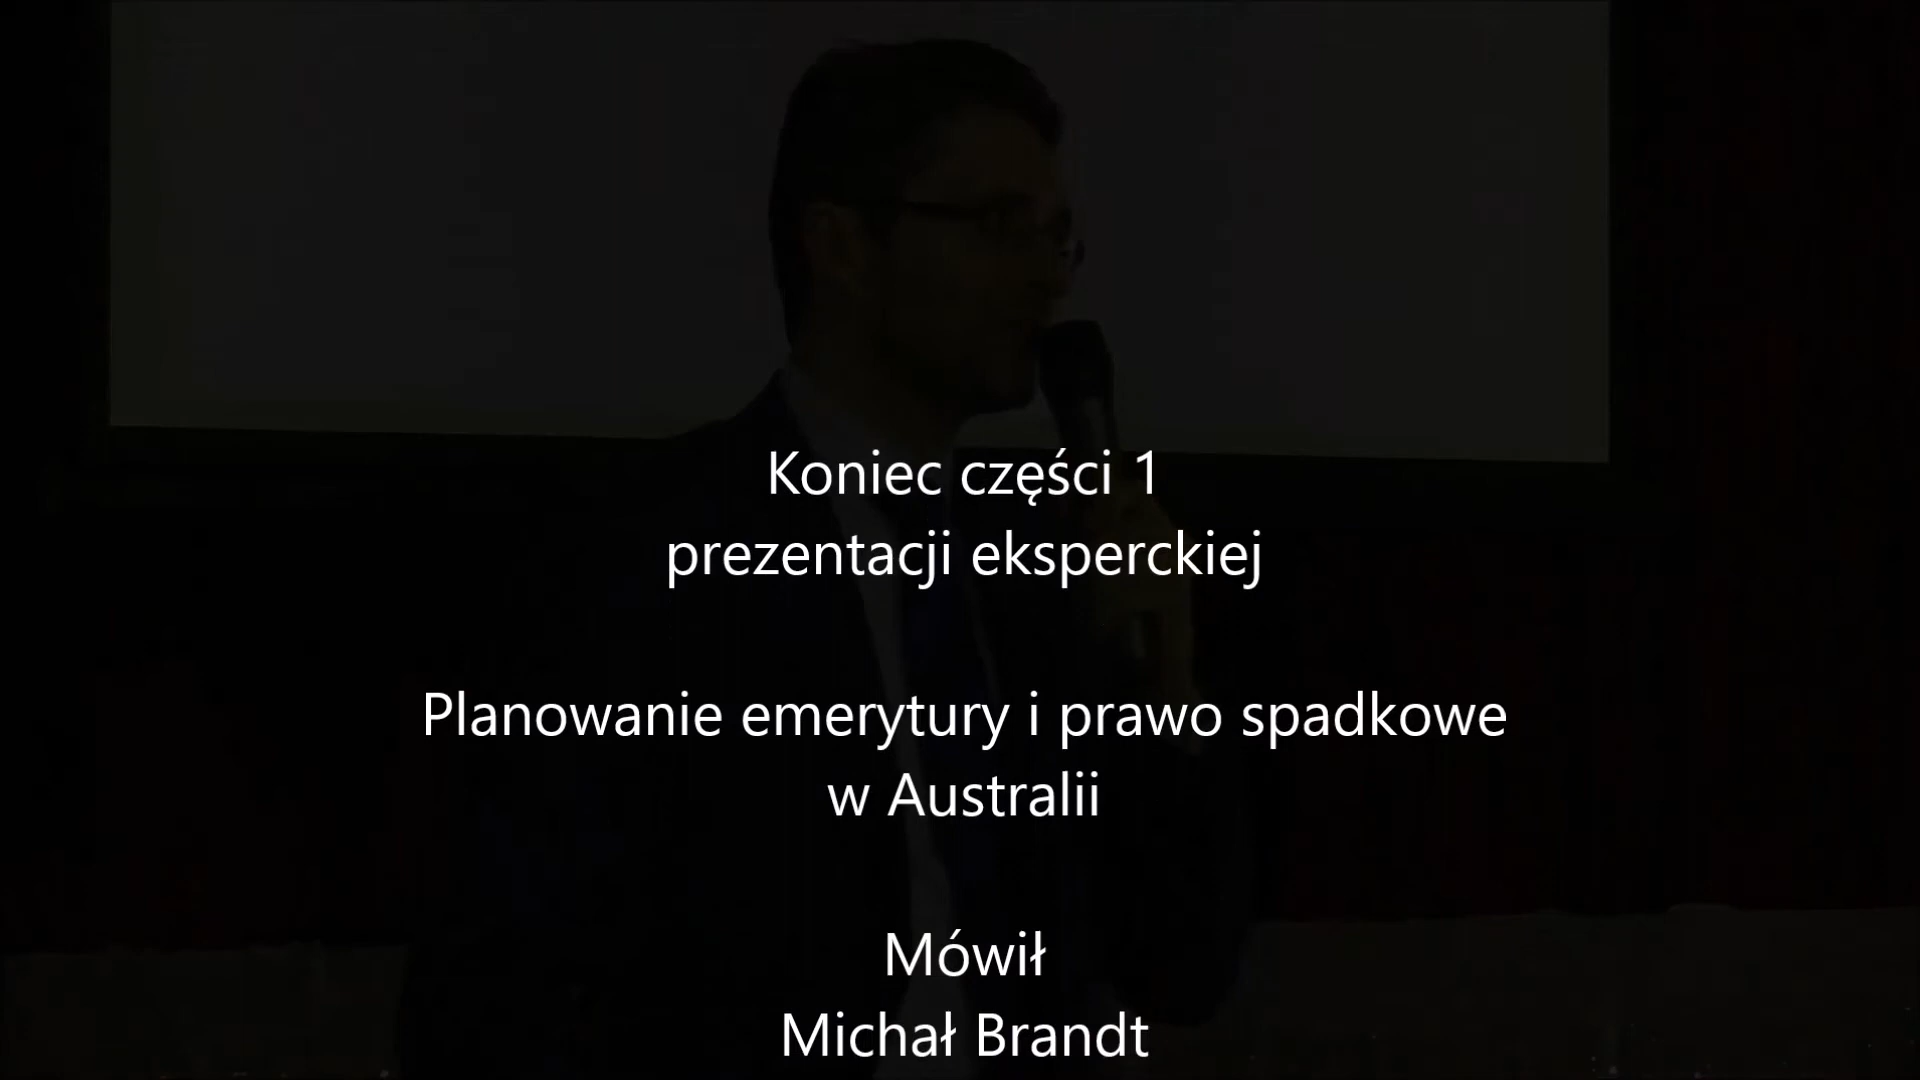 Koniec części 1
prezentacji eksperckiej
Planowanie emerytury i prawo spadkowe
w Australii
Mówił
Michał Brandt